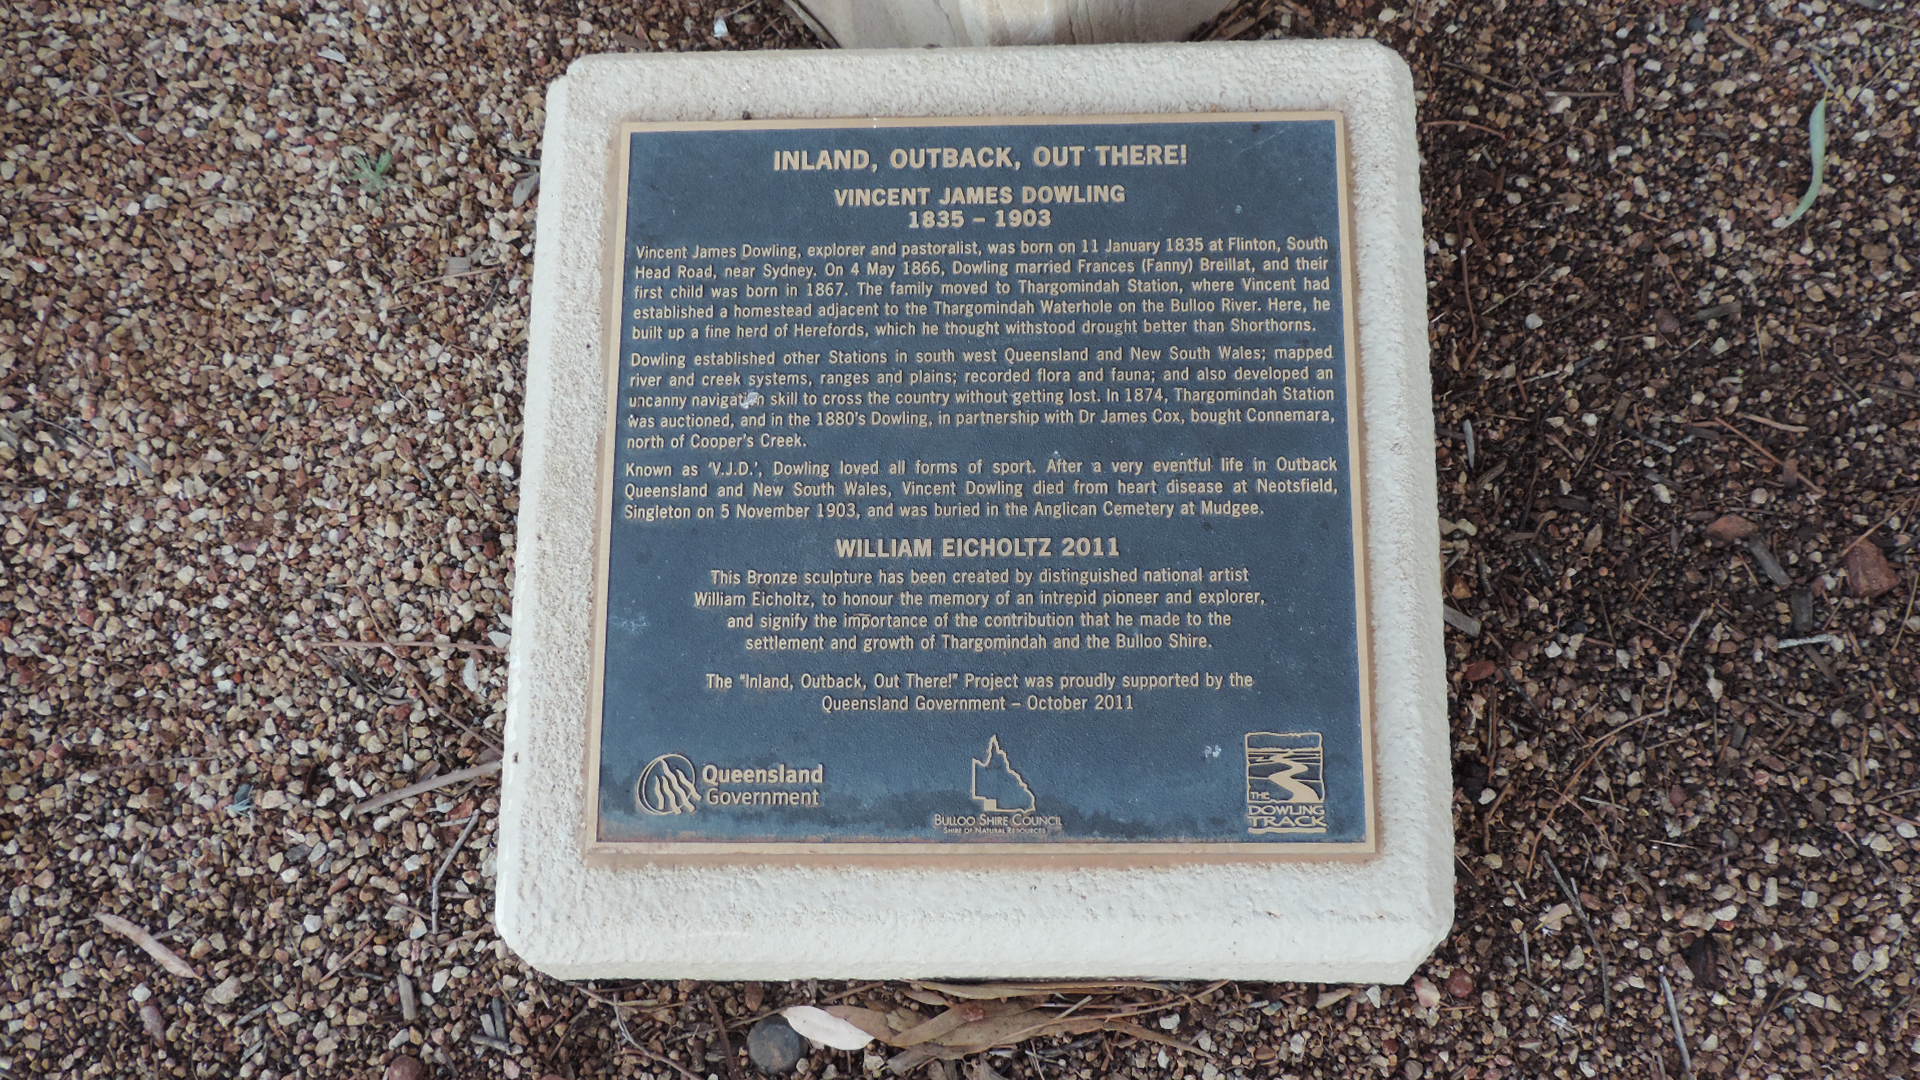 INLAND, OUTBACK, OUT THERE!
VINCENT JAMES DOWLING
1835 – 1903
Vincent James Dowling, explorer and pastoralist, was born on 11 January 1835 at Flinton, South
Head Road, near Sydney. On 4 May 1866, Dowling married Frances (Fanny) Breillat, and their
first child was born in 1867. The family moved to Thargomindah Station, where Vincent had
established a homestead adjacent to the Thargomindah Waterhole on the Bulloo River. Here, he
built up a fine herd of Herefords, which he thought withstood drought better than Shorthorns.
Dowling established other Stations in south west Queensland and New South Wales; mapped
river and creek systems, ranges and plains; recorded flora and fauna; and also developed an
uncanny navigation skill to cross the country without getting lost. In 1874, Thargomindah Station
was auctioned, and in the 1880's Dowling, in partnership with Dr James Cox, bought Connemara,
north of Cooper's Creek.
Known as 'V.J.D.', Dowling loved all forms of sport. After a very eventful life in Outback
Queensland and New South Wales, Vincent Dowling died from heart disease at Neotsfield,
Singleton on 5 November 1903, and was buried in the Anglican Cemetery at Mudgee.
WILLIAM EICHOLTZ 2011
This Bronze sculpture has been created by distinguished national artist
William Eicholtz, to honour the memory of an intrepid pioneer and explorer,
and signify the importance of the contribution that he made to the
settlement and growth of Thargomindah and the Bulloo Shire.
The "Inland, Outback, Out There!" Project was proudly supported by the
Queensland Government – October 2011
Queensland
Government
BULLOO SHIRE COUNCIL
SHIRE OF NATURAL RESOURCES
THE
DOWLING
TRACK